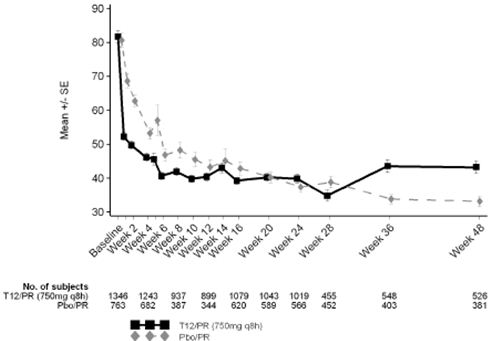 90
80
70
60
50
40
30
Mean +/- SE
Baseline Week 2 Week 4 Week 6 Week 8 Week 10 Week 12 Week 14 Week 16 Week 20 Week 24 Week 28 Week 36 Week 48
No. of subjects
T12/PR (750mg q8h) 1346 1243 937 899 1079 1043 1019 455 548 526
Pbo/PR 763 682 387 344 620 589 566 452 403 381
T12/PR (750mg q8h)
Pbo/PR